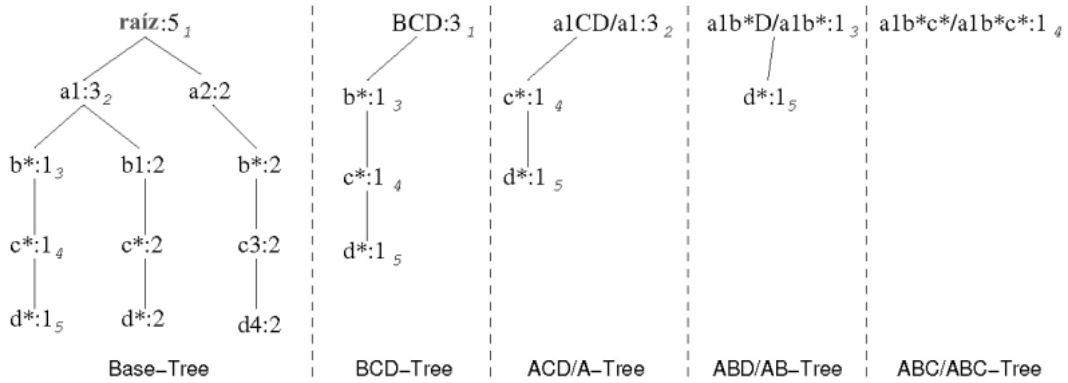 raíz:5 1 BCD:3 1 a1CD/a1:3 2 a1b*D/a1b*:1 3 a1b*c*/a1b*c*:1 4
a1:3 2 a2:2 b*:1 3 c*:1 4 d*:1 5
b*:1 3 b1:2 b*:2 c*:1 4 d*:1 5
c*:1 4 c*:2 c3:2 d*:1 5
d*:1 5 d*:2 d4:2
Base-Tree BCD-Tree ACD/A-Tree ABD/AB-Tree ABC/ABC-Tree